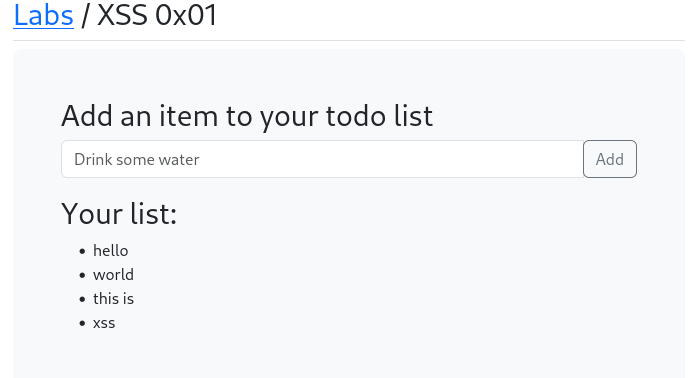 Labs / XSS 0x01
Add an item to your todo list
Drink some water Add
Your list:
• hello
• world
• this is
• xss